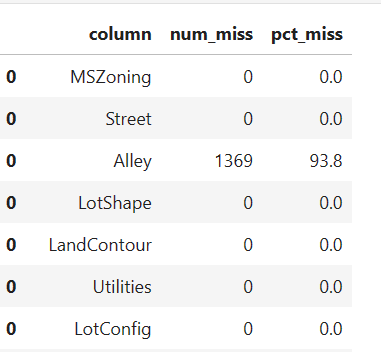 column num_miss pct_miss
0 MSZoning 0 0.0
0 Street 0 0.0
0 Alley 1369 93.8
0 LotShape 0 0.0
0 LandContour 0 0.0
0 Utilities 0 0.0
0 LotConfig 0 0.0